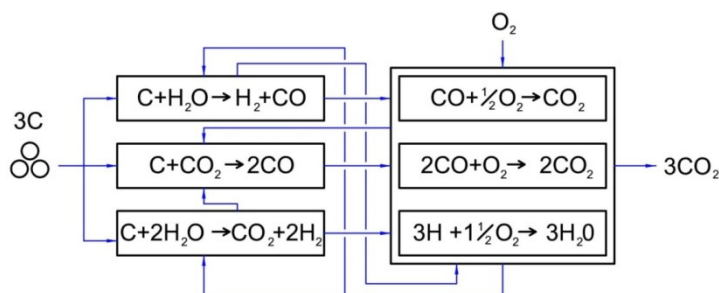 O₂
C+H₂O→H₂+CO
CO+½O₂→CO₂
3C
C+CO₂→2CO
2CO+O₂→ 2CO₂
3CO₂
C+2H₂O→CO₂+2H₂
3H +1½O₂→ 3H₂0